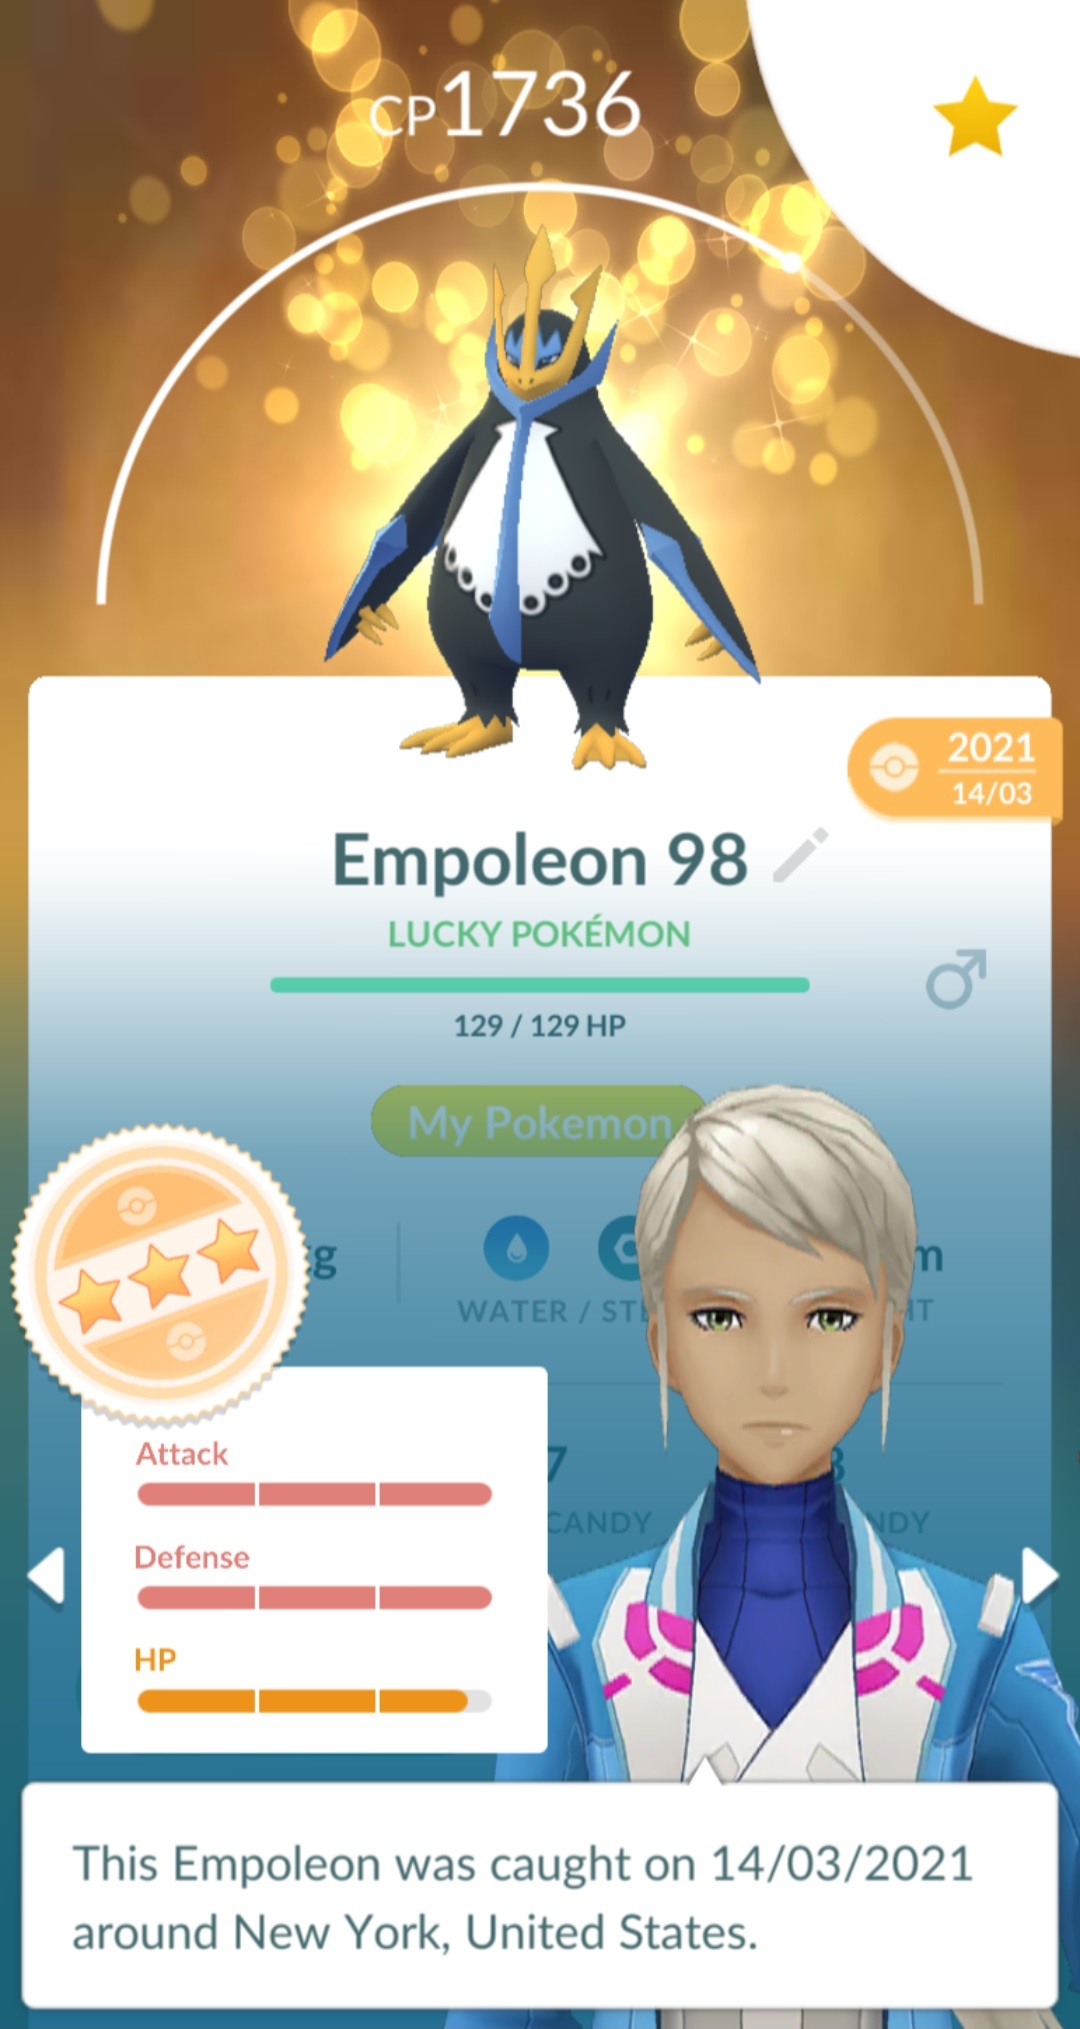 CP1736
2021
14/03
Empoleon 98
LUCKY POKÉMON
129 / 129 HP
My Pokemon
WATER
CANDY
Attack
Defense
HP
This Empoleon was caught on 14/03/2021
around New York, United States.